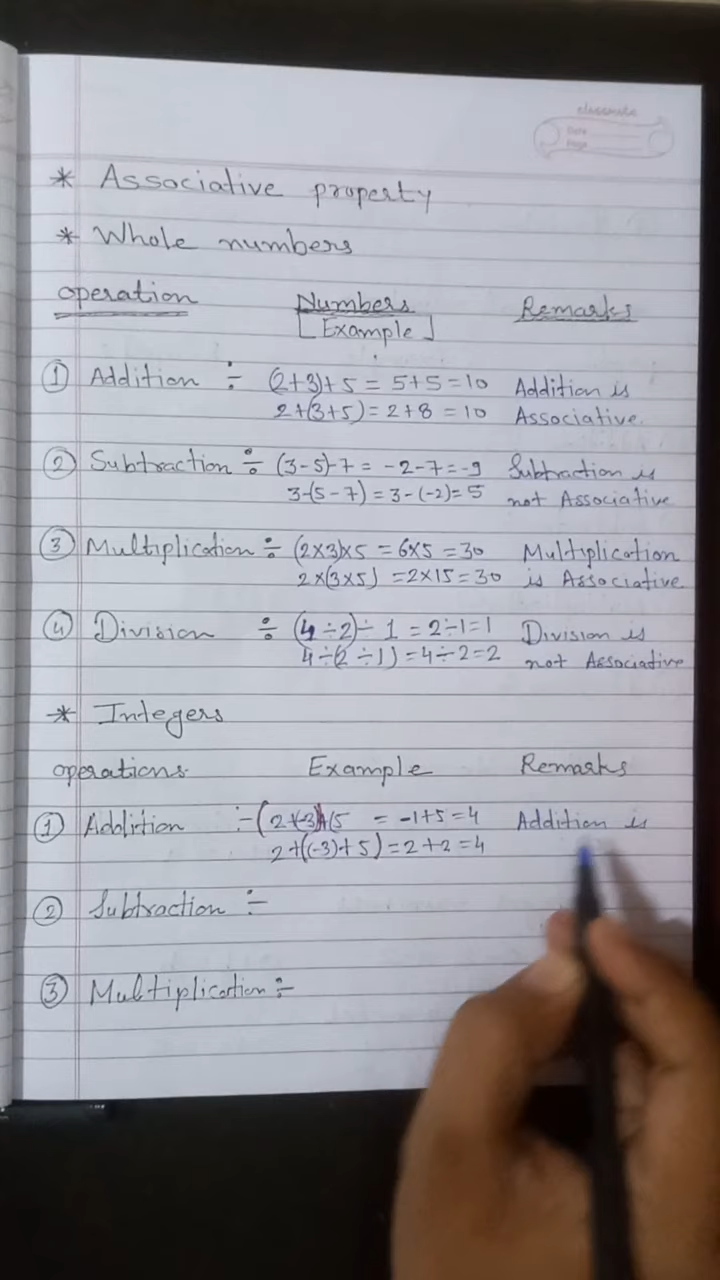 classmate
Date
Page
* Associative property
* Whole numbers
operation Numbers Remarks
[Example]
① Addition ÷ (2+3)+5 = 5+5=10 Addition is
2+(3+5)=2+8=10 Associative.
② Subtraction ÷ (3-5)-7= -2-7=-9 Subtraction is
3-(5-7)=3-(-2)=5 not Associative
③ Multiplication ÷ (2×3)×5 =6×5=30 Multiplication
2×(3×5) =2×15=30 is Associative
④ Division ÷ (4÷2)÷1 =2÷1=1 Division is
4÷(2÷1)=4÷2=2 not Associative
* Integers
operations. Example Remarks
① Addition :- (2+(-3)+(5 = -1+5=4 Addition is
2+((-3)+5)=2+2=4
② Subtraction ÷
③ Multiplication ÷